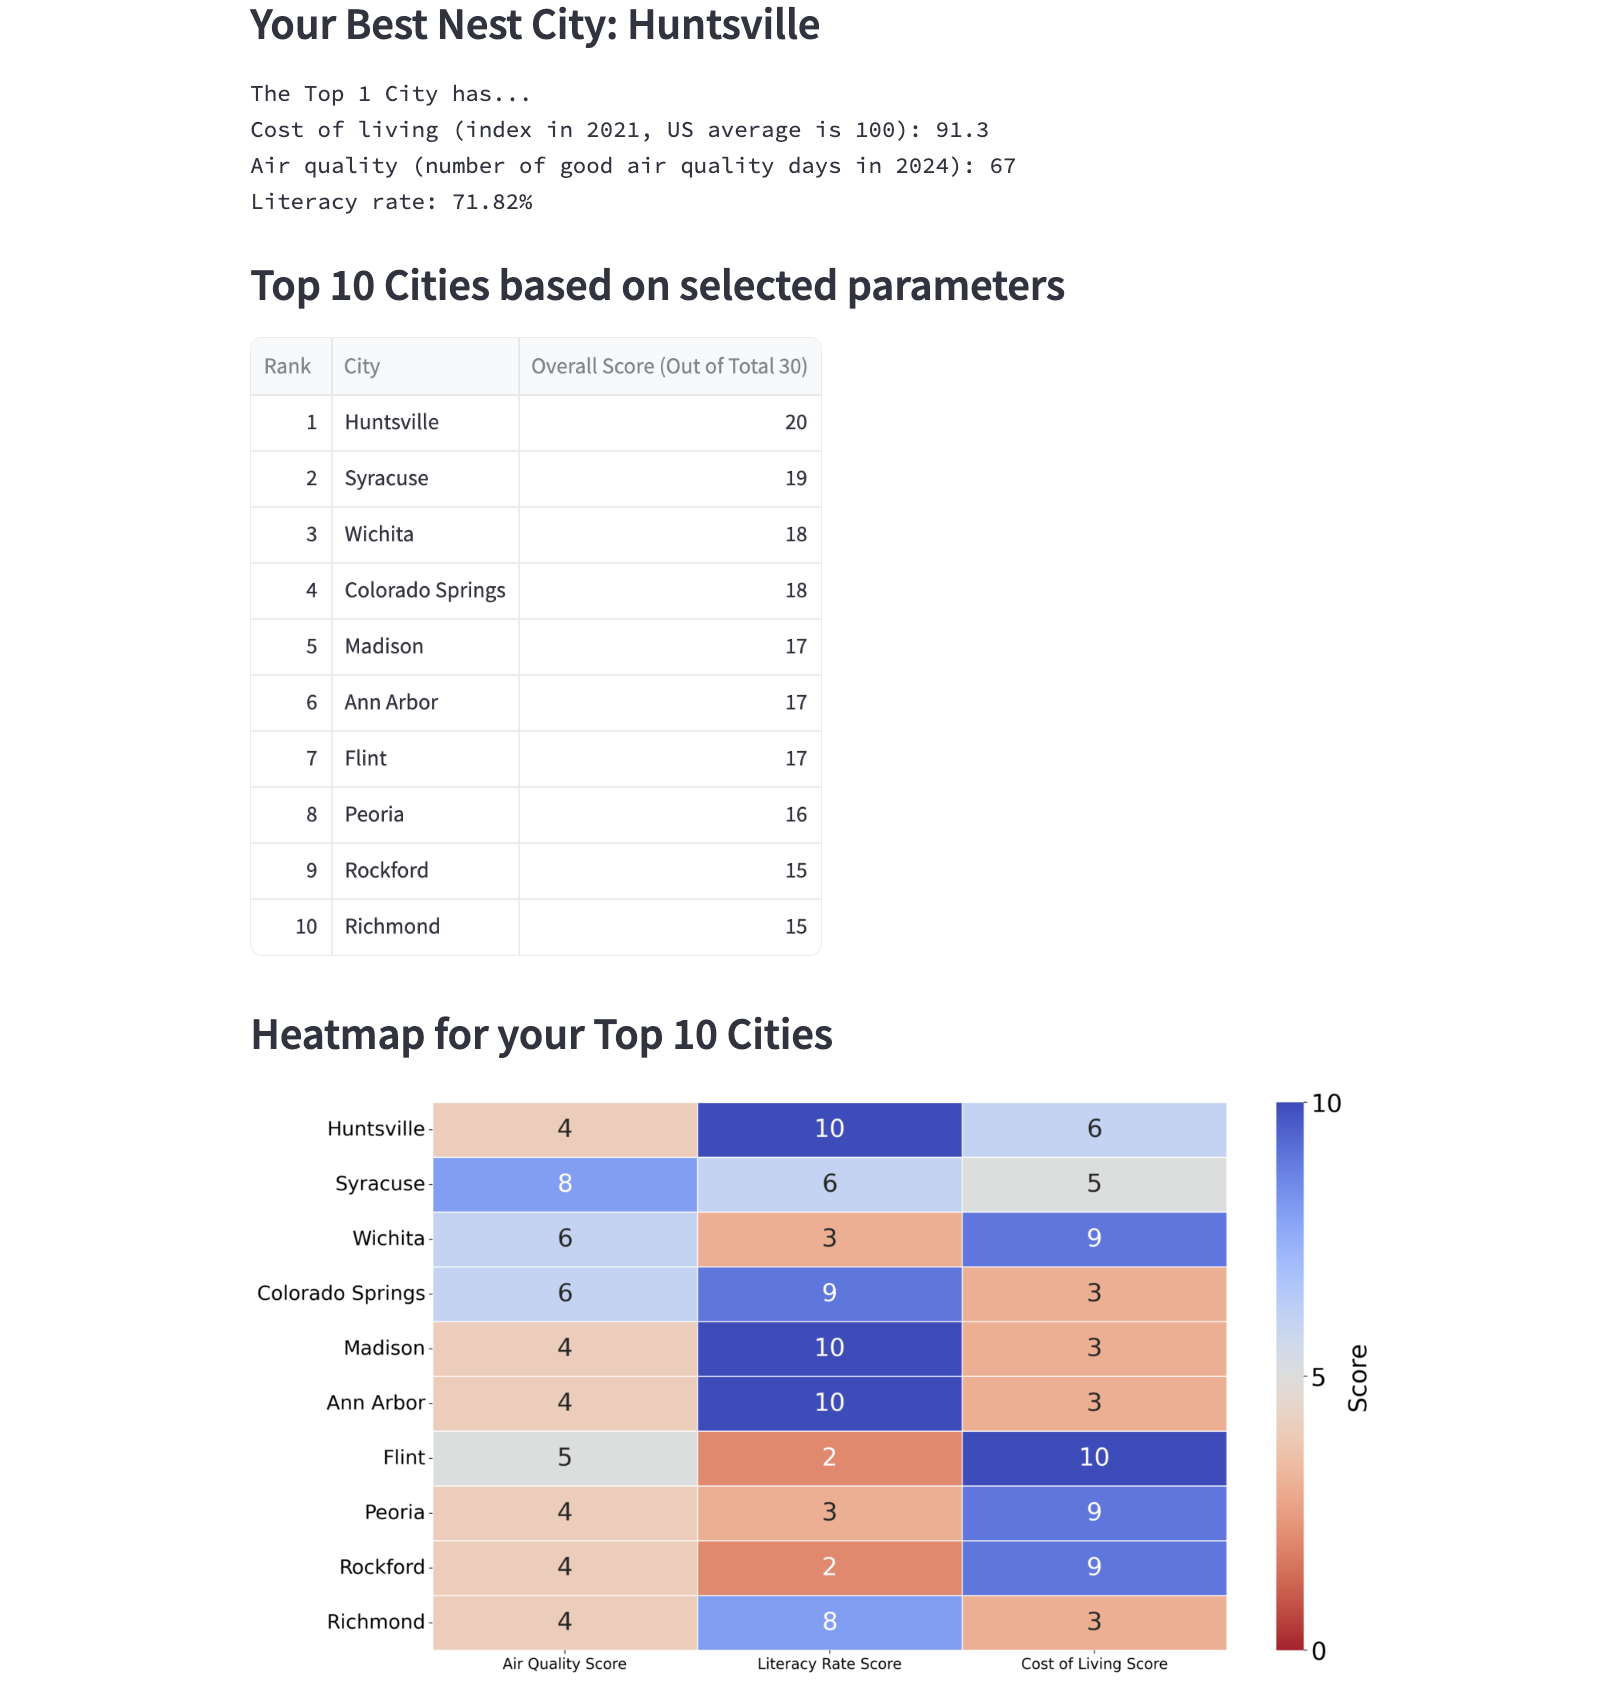 Your Best Nest City: Huntsville
The Top 1 City has...
Cost of living (index in 2021, US average is 100): 91.3
Air quality (number of good air quality days in 2024): 67
Literacy rate: 71.82%
Top 10 Cities based on selected parameters
Rank City Overall Score (Out of Total 30)
1 Huntsville 20
2 Syracuse 19
3 Wichita 18
4 Colorado Springs 18
5 Madison 17
6 Ann Arbor 17
7 Flint 17
8 Peoria 16
9 Rockford 15
10 Richmond 15
Heatmap for your Top 10 Cities
Huntsville 4 10 6
Syracuse 8 6 5
Wichita 6 3 9
Colorado Springs 6 9 3
Madison 4 10 3
Ann Arbor 4 10 3
Flint 5 2 10
Peoria 4 3 9
Rockford 4 2 9
Richmond 4 8 3
Air Quality Score Literacy Rate Score Cost of Living Score
10
5
0
Score